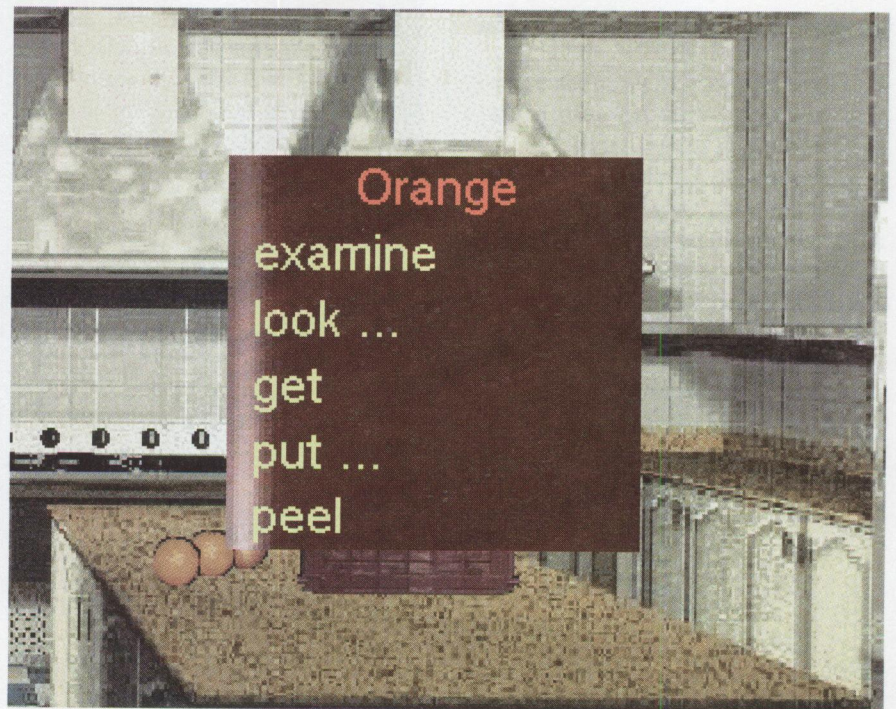 Orange
examine
look ...
get
put ...
peel